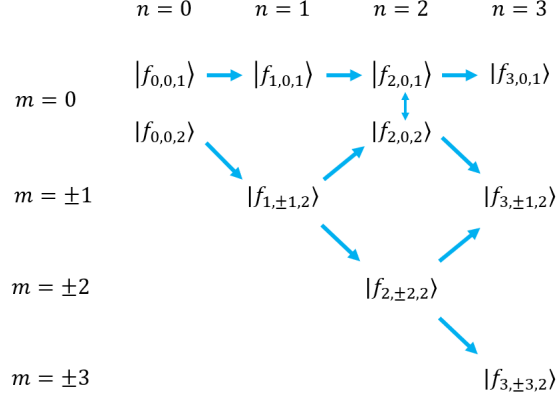 n = 0 n = 1 n = 2 n = 3
|f₀,₀,₁⟩ |f₁,₀,₁⟩ |f₂,₀,₁⟩ |f₃,₀,₁⟩
m = 0
|f₀,₀,₂⟩ |f₂,₀,₂⟩
m = ±1 |f₁,±₁,₂⟩ |f₃,±₁,₂⟩
m = ±2 |f₂,±₂,₂⟩
m = ±3 |f₃,±₃,₂⟩